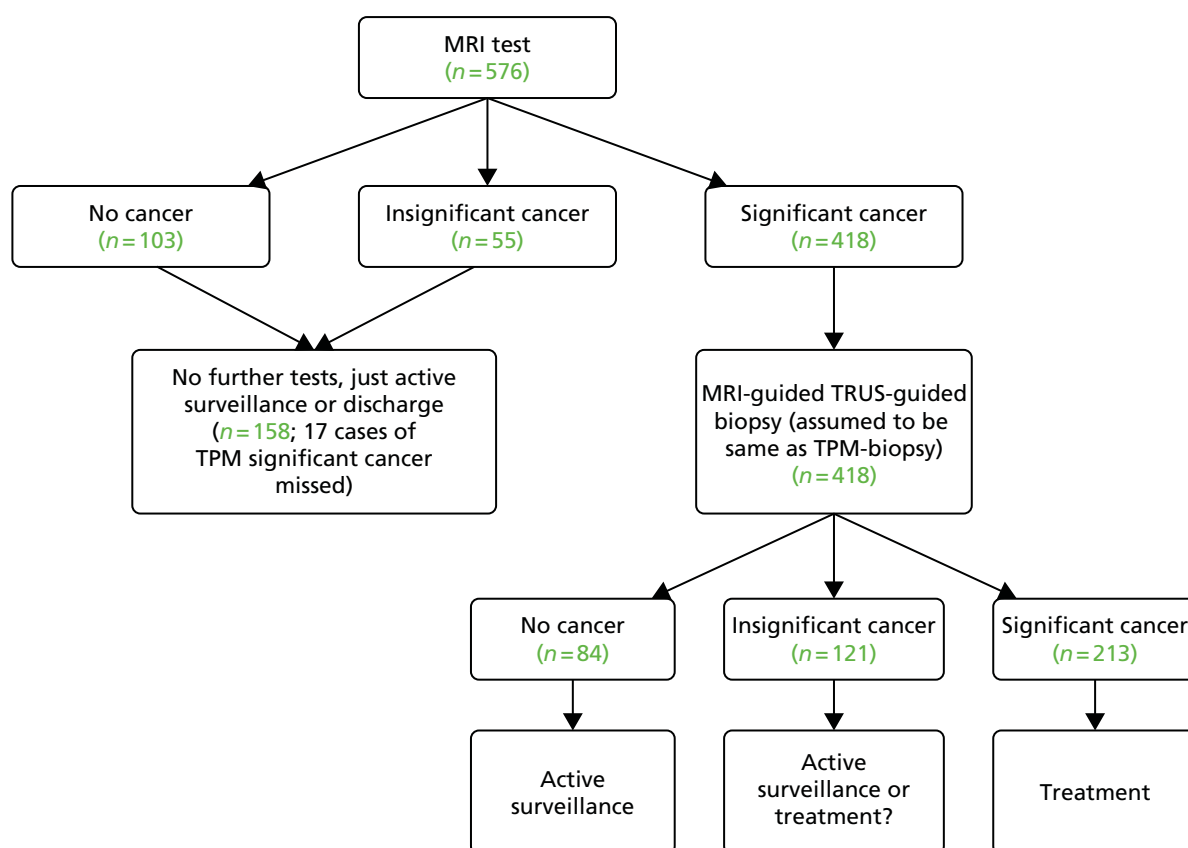 MRI test
(n=576)
No cancer
(n=103)
Insignificant cancer
(n=55)
Significant cancer
(n=418)
No further tests, just active
surveillance or discharge
(n=158; 17 cases of
TPM significant cancer
missed)
MRI-guided TRUS-guided
biopsy (assumed to be
same as TPM-biopsy)
(n=418)
No cancer
(n=84)
Insignificant cancer
(n=121)
Significant cancer
(n=213)
Active
surveillance
Active
surveillance or
treatment?
Treatment